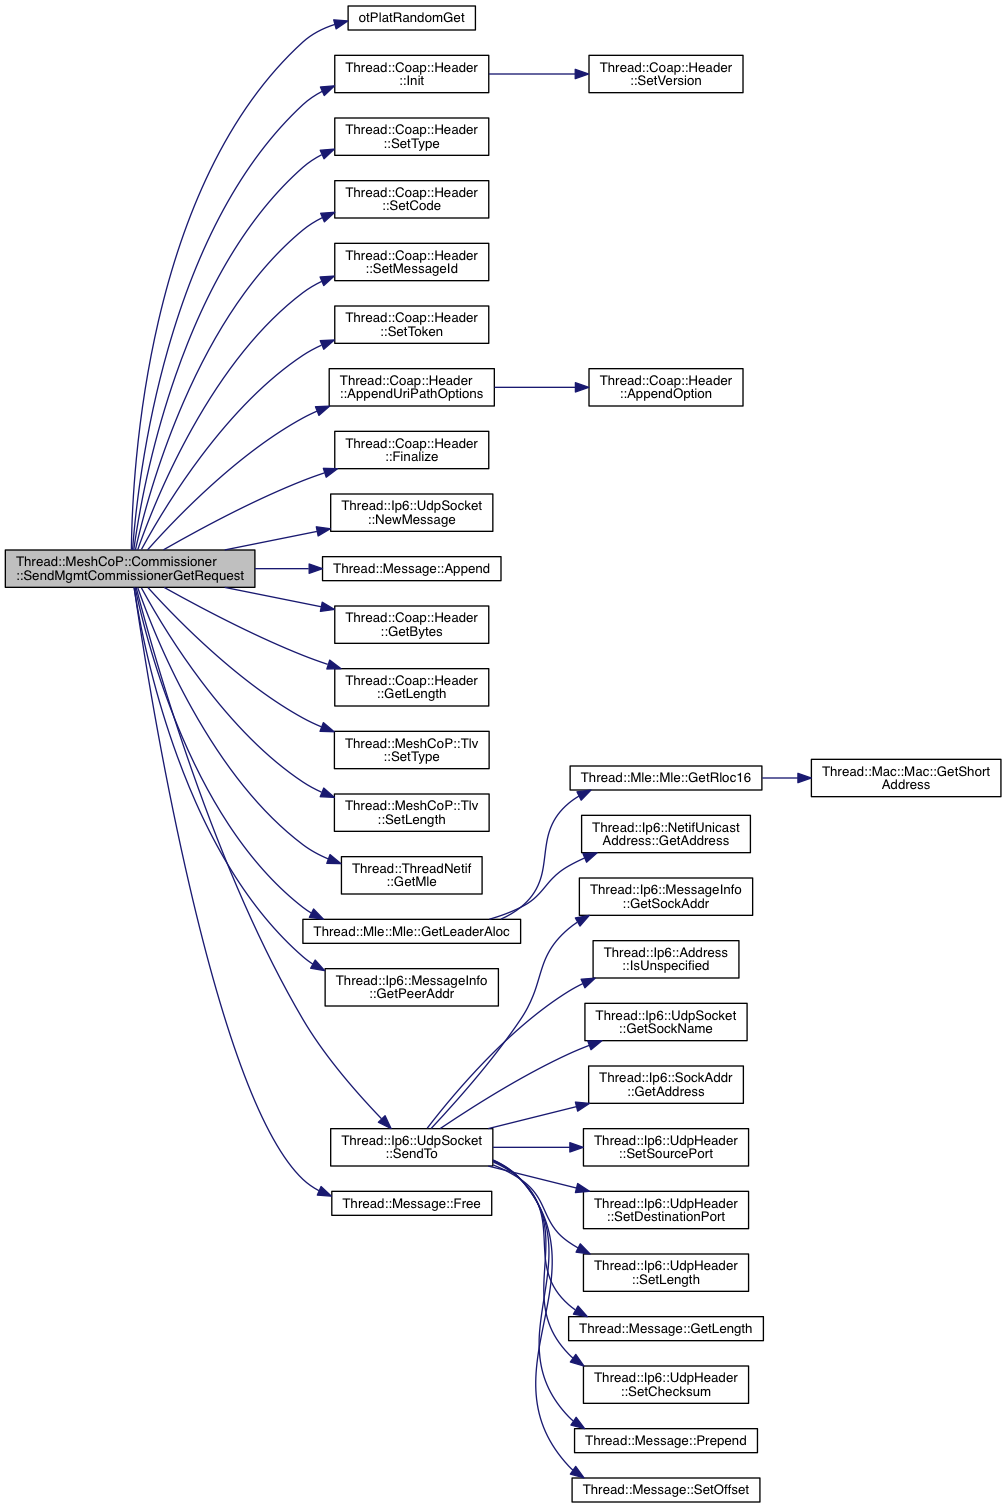 otPlatRandomGet
Thread::Coap::Header
::Init
Thread::Coap::Header
::SetVersion
Thread::Coap::Header
::SetType
Thread::Coap::Header
::SetCode
Thread::Coap::Header
::SetMessageId
Thread::Coap::Header
::SetToken
Thread::Coap::Header
::AppendUriPathOptions
Thread::Coap::Header
::AppendOption
Thread::Coap::Header
::Finalize
Thread::Ip6::UdpSocket
::NewMessage
Thread::MeshCoP::Commissioner
::SendMgmtCommissionerGetRequest
Thread::Message::Append
Thread::Coap::Header
::GetBytes
Thread::Coap::Header
::GetLength
Thread::MeshCoP::Tlv
::SetType
Thread::MeshCoP::Tlv
::SetLength
Thread::Mle::Mle::GetRloc16
Thread::Mac::Mac::GetShort
Address
Thread::Ip6::NetifUnicast
Address::GetAddress
Thread::ThreadNetif
::GetMle
Thread::Ip6::MessageInfo
::GetSockAddr
Thread::Mle::Mle::GetLeaderAloc
Thread::Ip6::Address
::IsUnspecified
Thread::Ip6::MessageInfo
::GetPeerAddr
Thread::Ip6::UdpSocket
::GetSockName
Thread::Ip6::SockAddr
::GetAddress
Thread::Ip6::UdpSocket
::SendTo
Thread::Ip6::UdpHeader
::SetSourcePort
Thread::Message::Free
Thread::Ip6::UdpHeader
::SetDestinationPort
Thread::Ip6::UdpHeader
::SetLength
Thread::Message::GetLength
Thread::Ip6::UdpHeader
::SetChecksum
Thread::Message::Prepend
Thread::Message::SetOffset